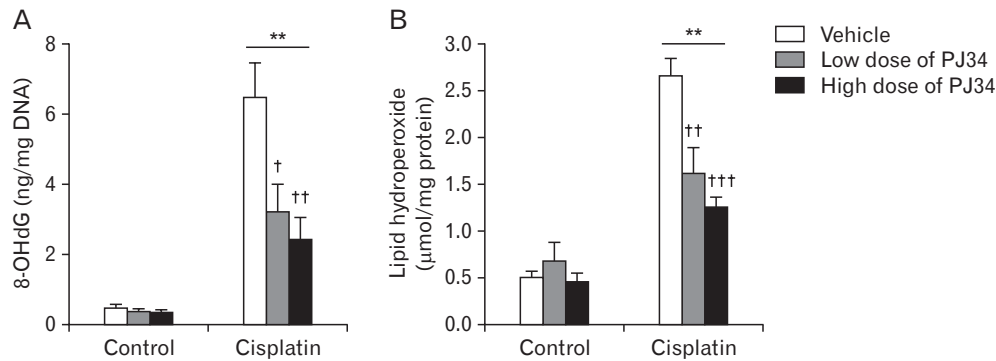 A
8-OHdG (ng/mg DNA)
8
6
4
2
0
**
†
††
Control
Cisplatin
B
Lipid hydroperoxide
(μmol/mg protein)
3.0
2.5
2.0
1.5
1.0
0.5
0.0
**
††
†††
Control
Cisplatin
Vehicle
Low dose of PJ34
High dose of PJ34